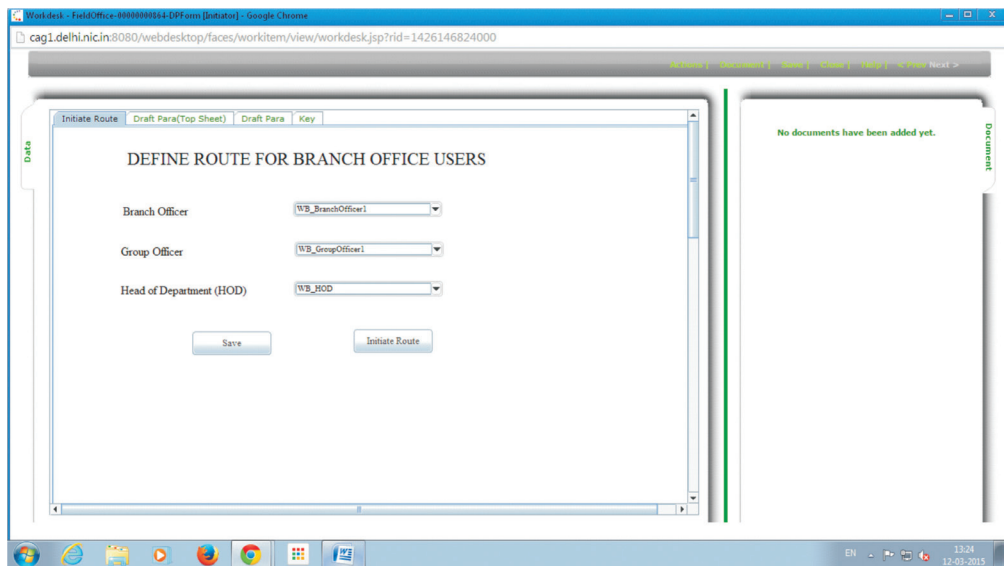 Workdesk - FieldOffice-00000000864-DPForm [Initiator] - Google Chrome
cag1.delhi.nic.in:8080/webdesktop/faces/workitem/view/workdesk.jsp?rid=1426146824000
Actions | Document | Save | Close | Help | < Prev Next >
Initiate Route Draft Para(Top Sheet) Draft Para Key
Data
DEFINE ROUTE FOR BRANCH OFFICE USERS
Branch Officer WB_BranchOfficer1
Group Officer WB_GroupOfficer1
Head of Department (HOD) WB_HOD
Save Initiate Route
No documents have been added yet.
Document
EN 13:24
12-03-2015